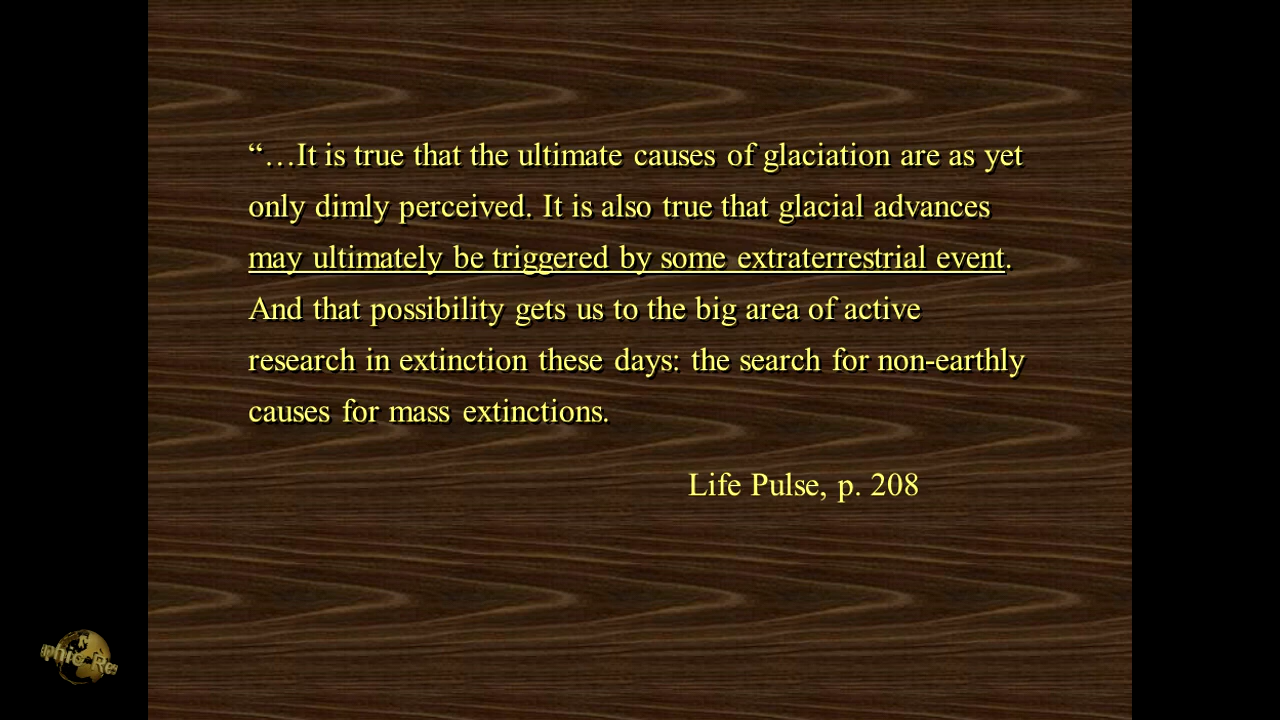 “…It is true that the ultimate causes of glaciation are as yet
only dimly perceived. It is also true that glacial advances
may ultimately be triggered by some extraterrestrial event.
And that possibility gets us to the big area of active
research in extinction these days: the search for non-earthly
causes for mass extinctions.
Life Pulse, p. 208